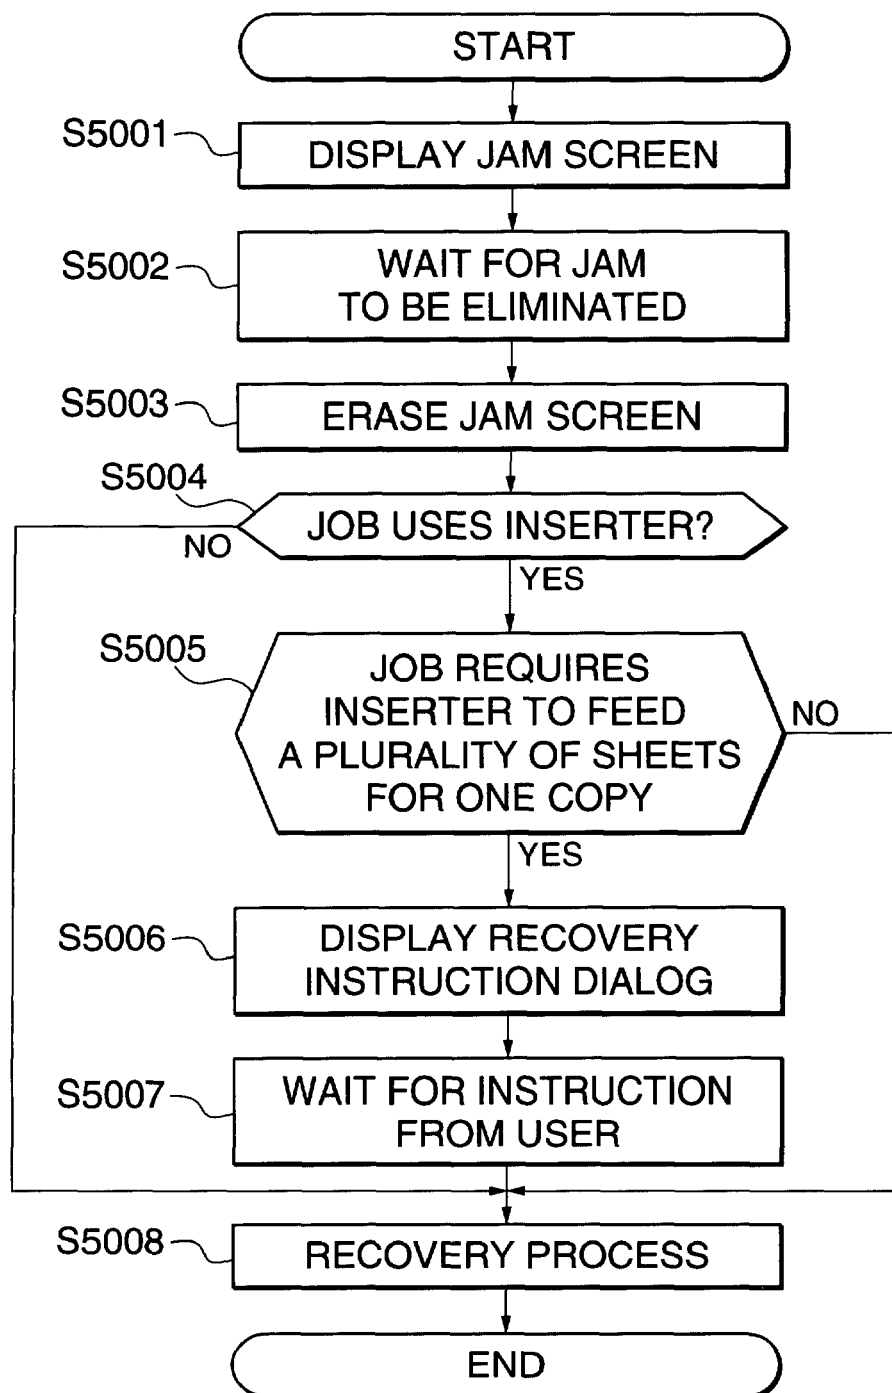 START
S5001
DISPLAY JAM SCREEN
S5002
WAIT FOR JAM
TO BE ELIMINATED
S5003
ERASE JAM SCREEN
S5004
JOB USES INSERTER?
NO
YES
S5005
JOB REQUIRES
INSERTER TO FEED
A PLURALITY OF SHEETS
FOR ONE COPY
NO
YES
S5006
DISPLAY RECOVERY
INSTRUCTION DIALOG
S5007
WAIT FOR INSTRUCTION
FROM USER
S5008
RECOVERY PROCESS
END